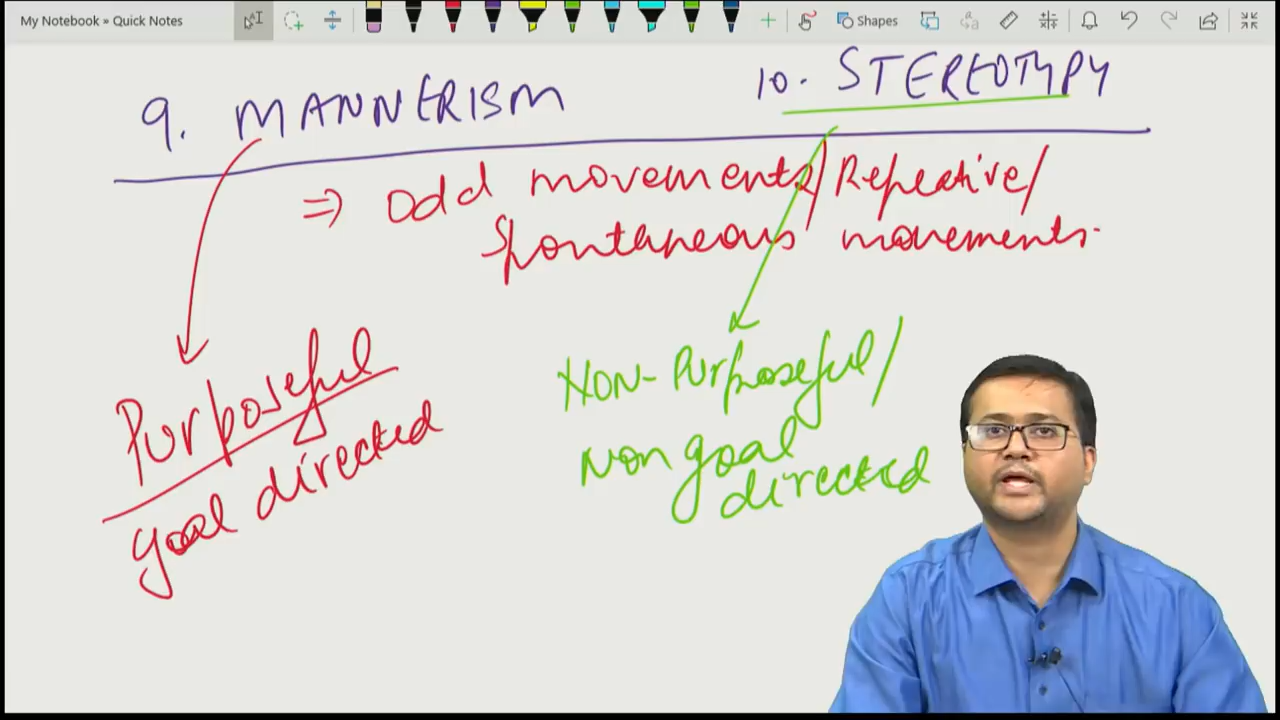 My Notebook » Quick Notes
Shapes
9. MANNERISM
10. STEREOTYPY
⇒ Odd movements/Repeative/
Spontaneous movements.
Purposeful
goal directed
NON-Purposeful/
Non goal
directed